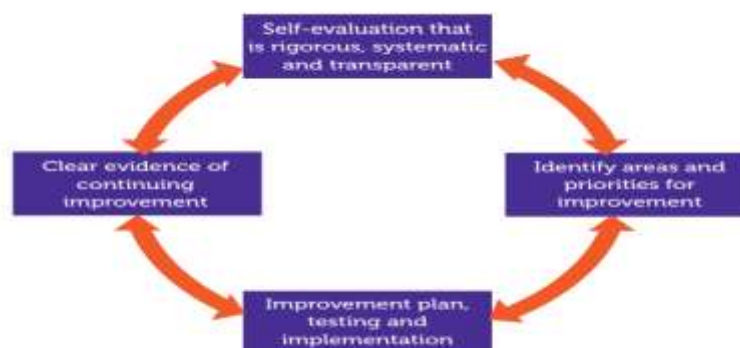 Self-evaluation that
is rigorous, systematic
and transparent
Identify areas and
priorities for
improvement
Improvement plan,
testing and
implementation
Clear evidence of
continuing
improvement